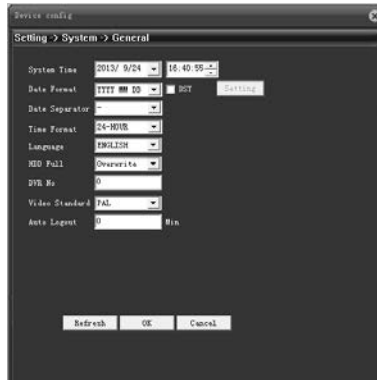 Device config
Setting -> System -> General
System Time 2013/ 9/24 16:40:55
Date Format YYYY MM DD DST Setting
Date Separator -
Time Format 24-HOUR
Language ENGLISH
HDD Full Overwrite
DVR No 0
Video Standard PAL
Auto Logout 0 Min
Refresh OK Cancel